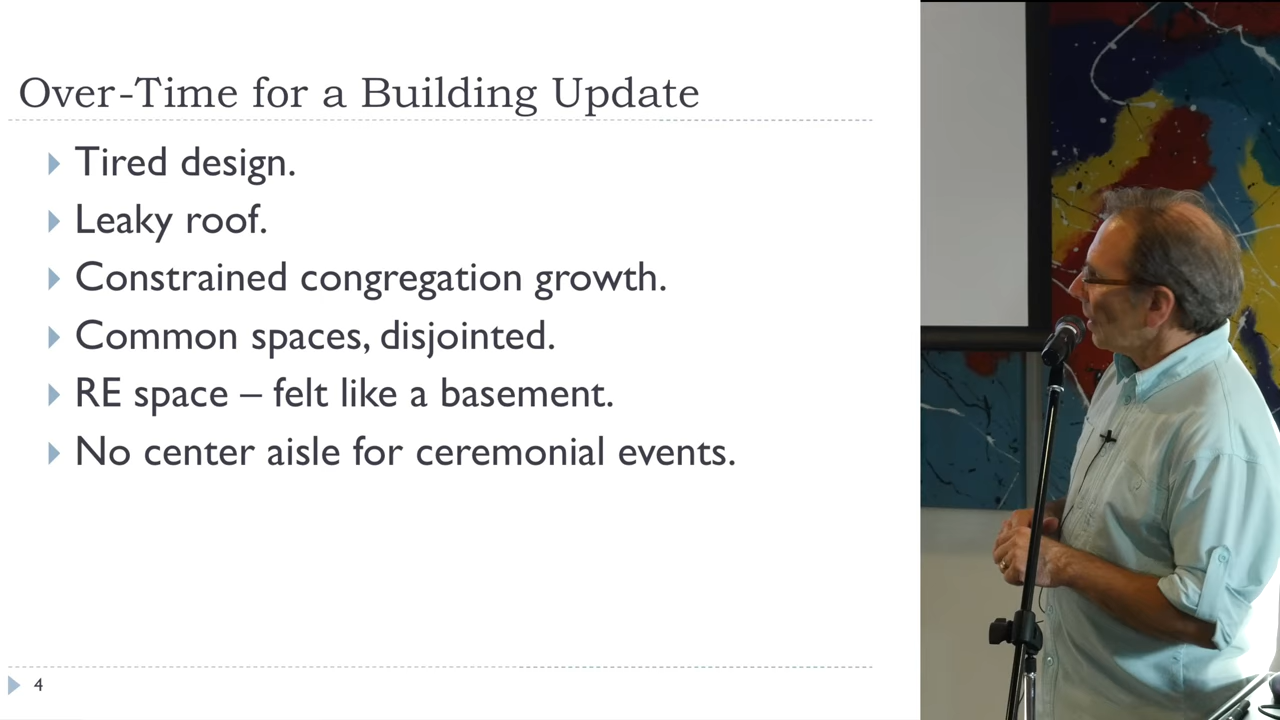 Over-Time for a Building Update
Tired design.
Leaky roof.
Constrained congregation growth.
Common spaces, disjointed.
RE space – felt like a basement.
No center aisle for ceremonial events.
4